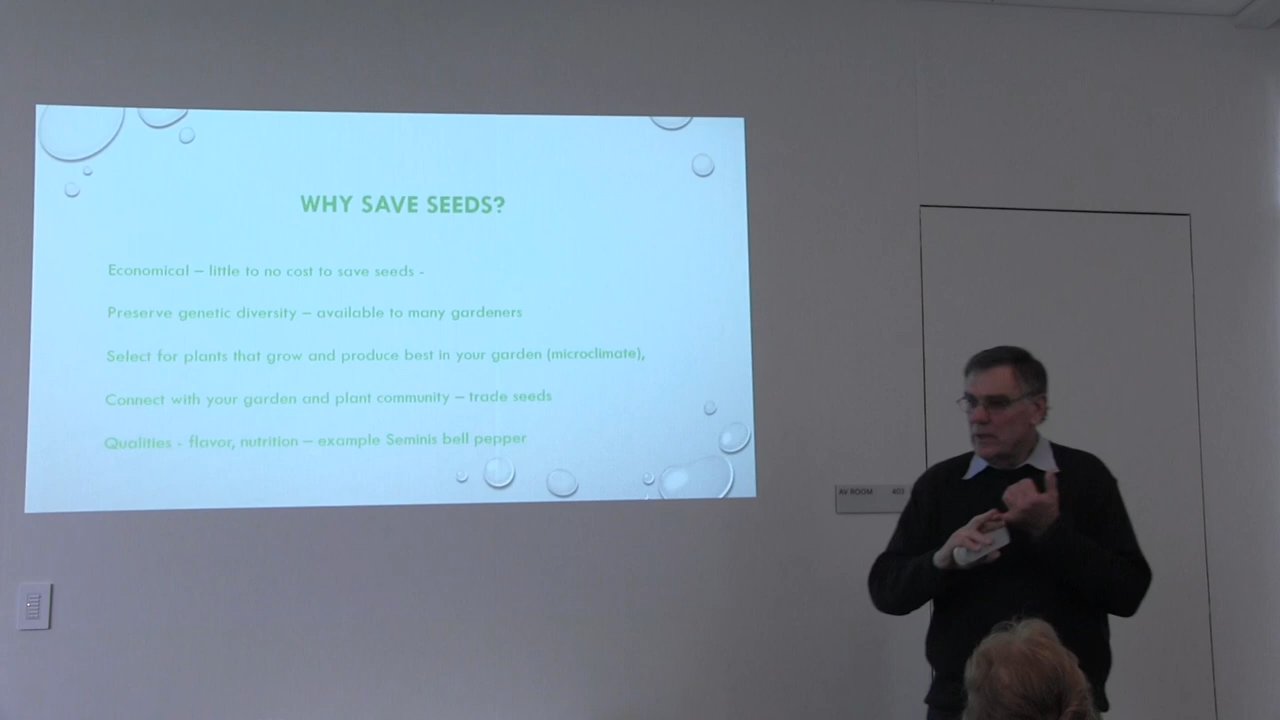 WHY SAVE SEEDS?
Economical – little to no cost to save seeds -
Preserve genetic diversity – available to many gardeners
Select for plants that grow and produce best in your garden (microclimate),
Connect with your garden and plant community – trade seeds
Qualities - flavor, nutrition – example Seminis bell pepper
AV ROOM 403